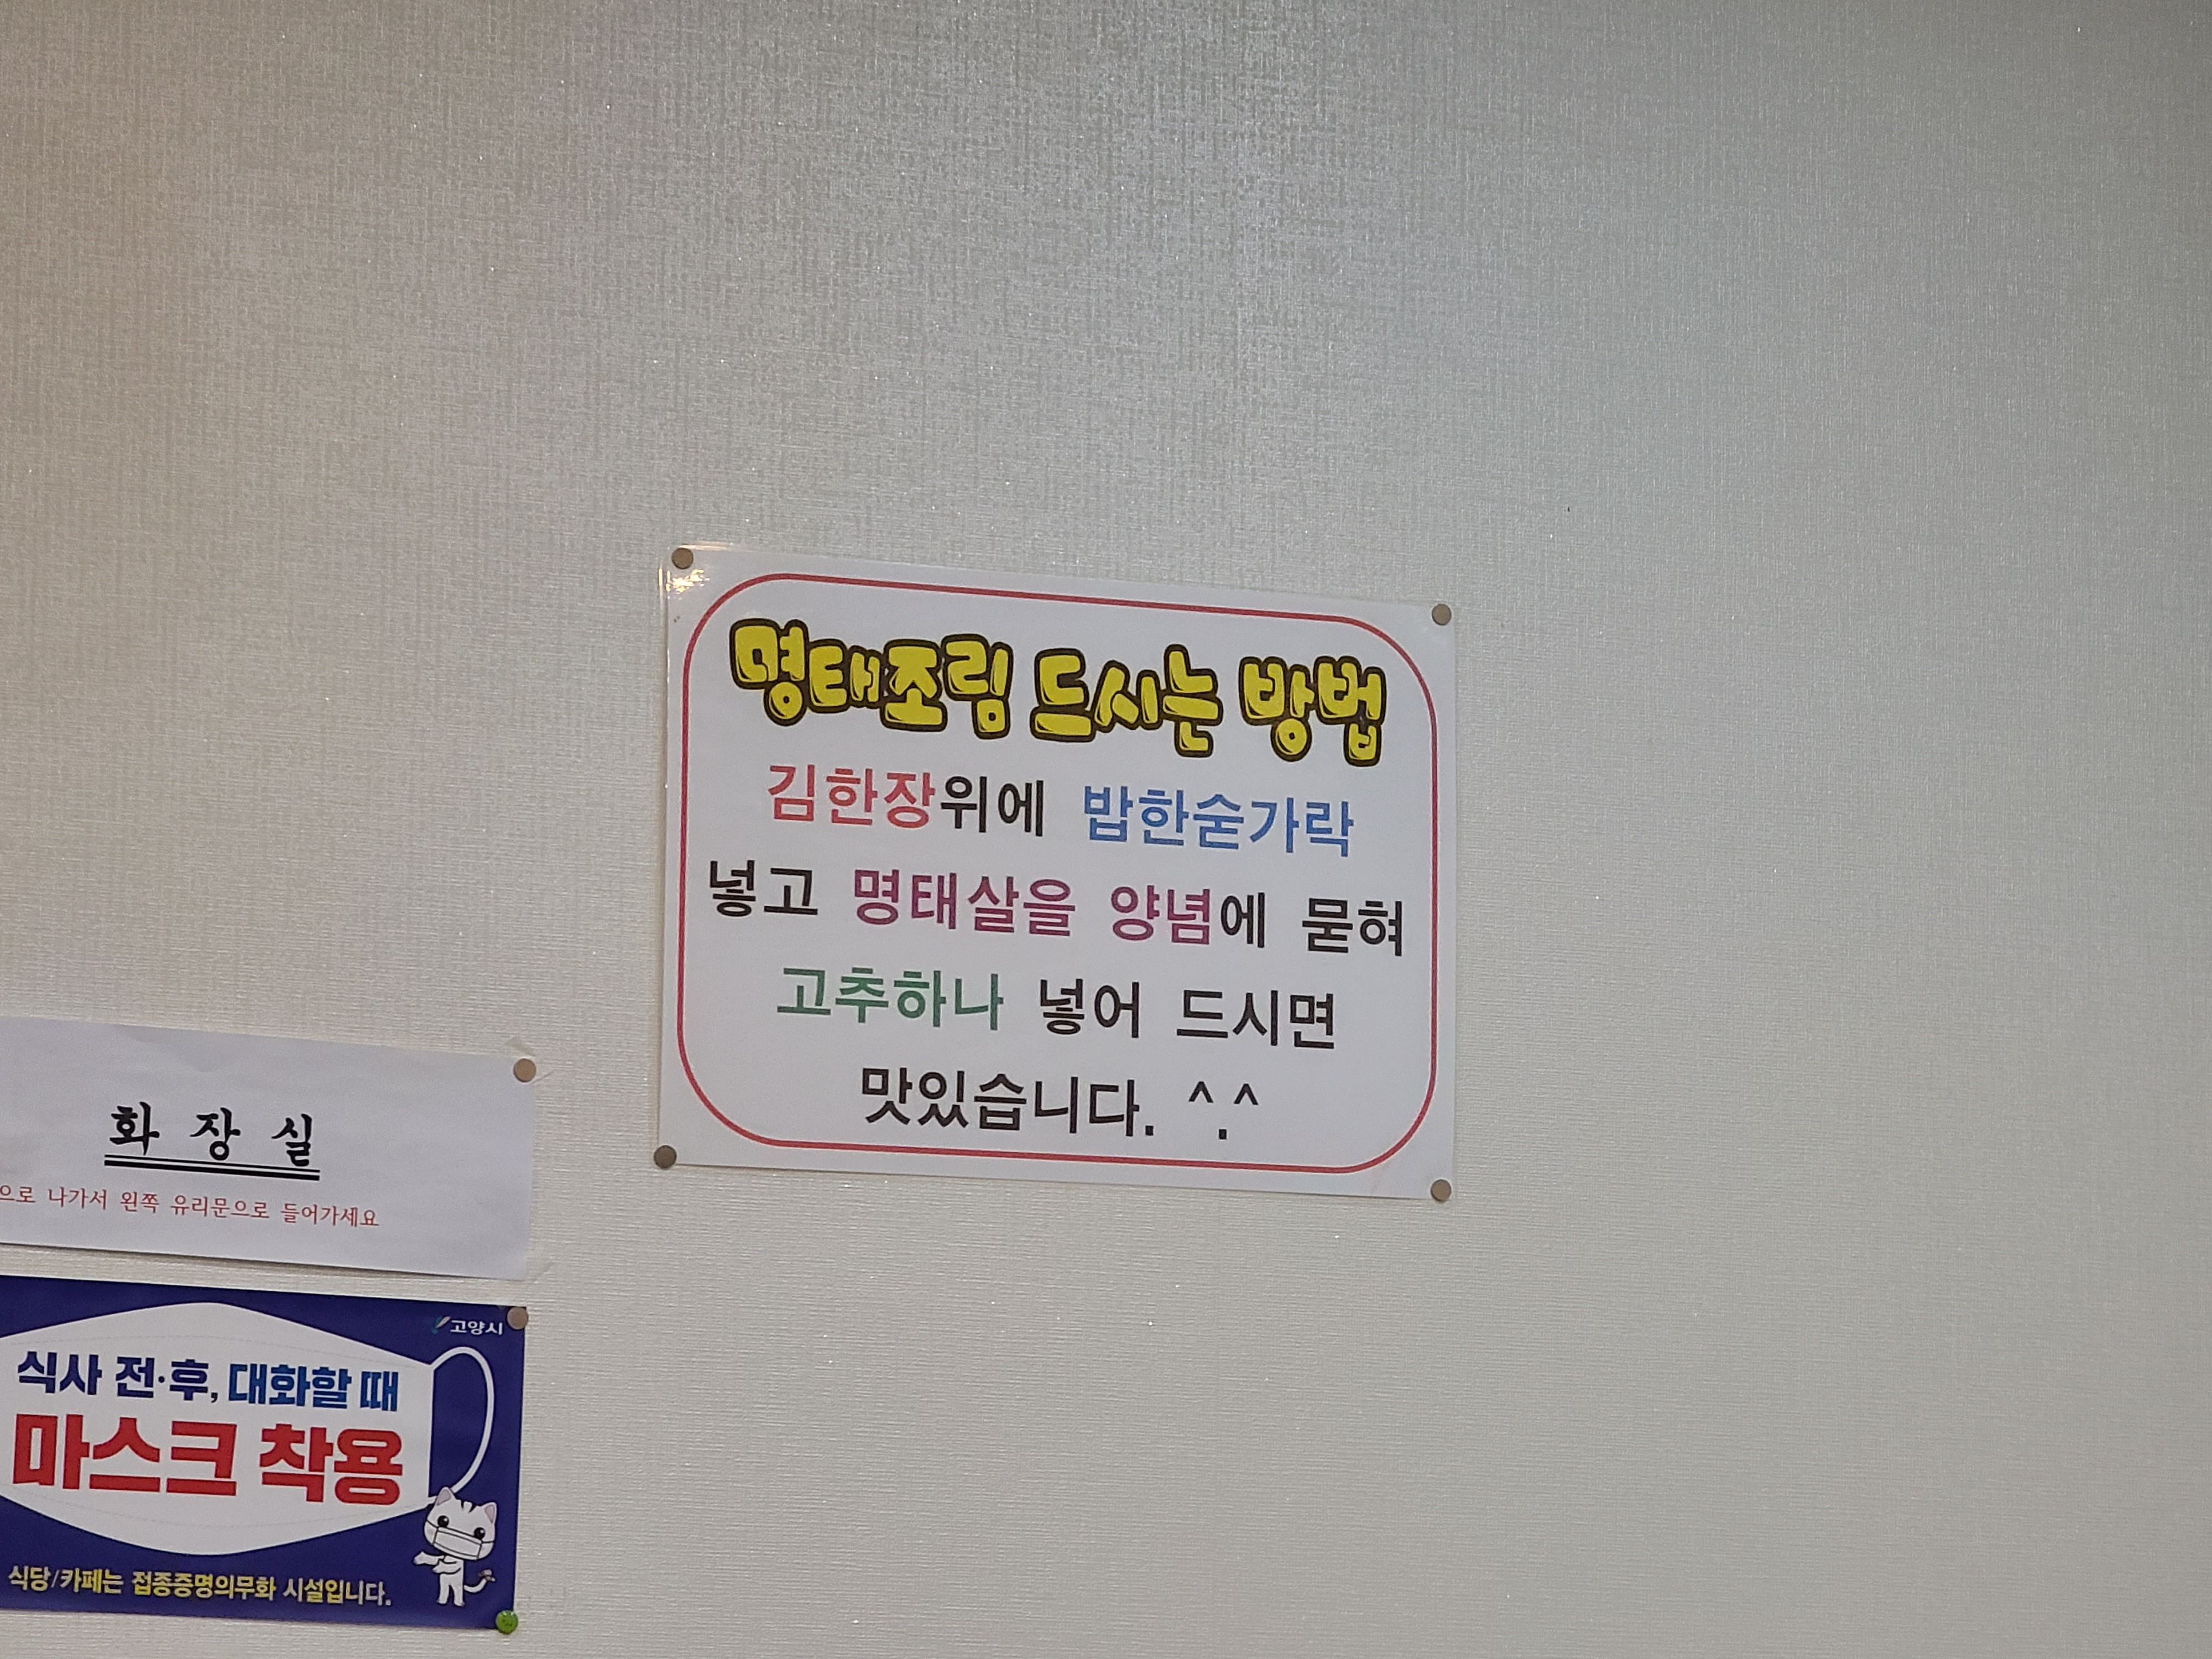 명태조림 드시는 방법
김한장위에 밥한숟가락
넣고 명태살을 양념에 묻혀
고추하나 넣어 드시면
맛있습니다. ^.^
화 장 실
으로 나가서 왼쪽 유리문으로 들어가세요
고양시
식사 전·후, 대화할 때
마스크 착용
식당/카페는 접종증명의무화 시설입니다.